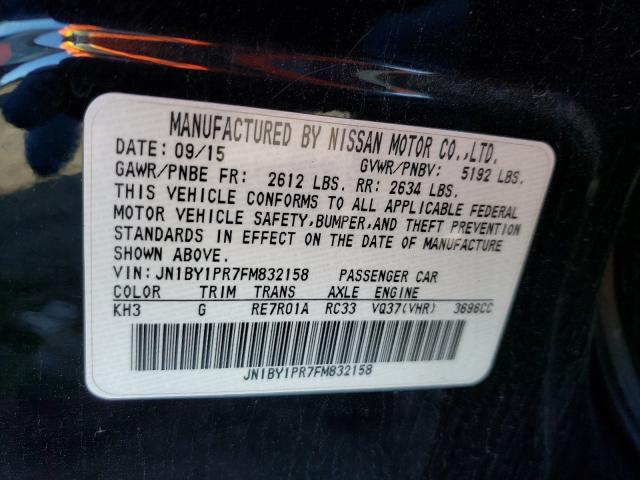 MANUFACTURED BY NISSAN MOTOR CO.,LTD.
DATE: 09/15 GVWR/PNBV: 5192 LBS.
GAWR/PNBE FR: 2612 LBS. RR: 2634 LBS.
THIS VEHICLE CONFORMS TO ALL APPLICABLE FEDERAL
MOTOR VEHICLE SAFETY,BUMPER,AND THEFT PREVENTION
STANDARDS IN EFFECT ON THE DATE OF MANUFACTURE
SHOWN ABOVE.
VIN: JN1BY1PR7FM832158 PASSENGER CAR
COLOR TRIM TRANS AXLE ENGINE
KH3 G RE7R01A RC33 VQ37(VHR) 3696CC
JN1BY1PR7FM832158